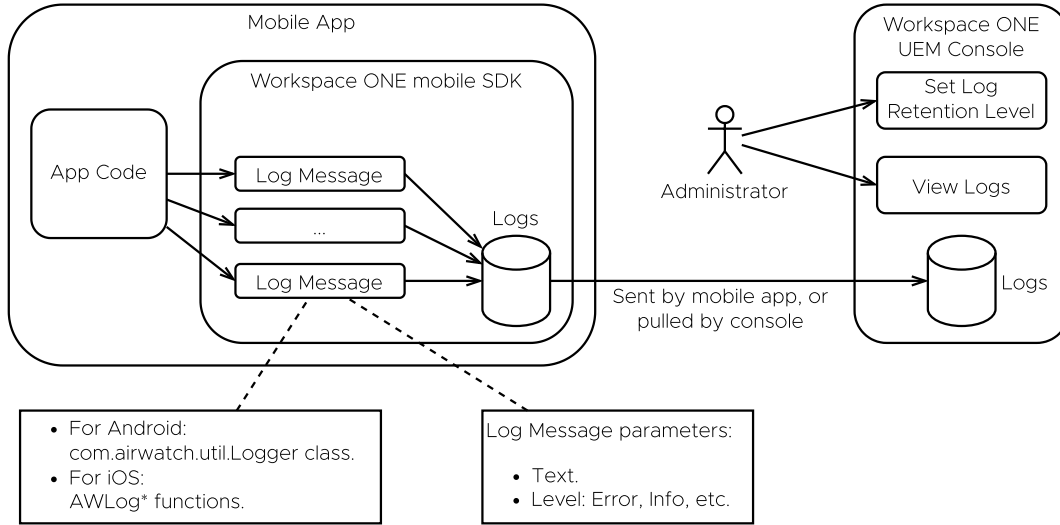 Mobile App
Workspace ONE mobile SDK
App Code
Log Message
...
Log Message
Logs
Sent by mobile app, or
pulled by console
Administrator
Workspace ONE
UEM Console
Set Log
Retention Level
View Logs
Logs
• For Android:
com.airwatch.util.Logger class.
• For iOS:
AWLog* functions.
Log Message parameters:
• Text.
• Level: Error, Info, etc.